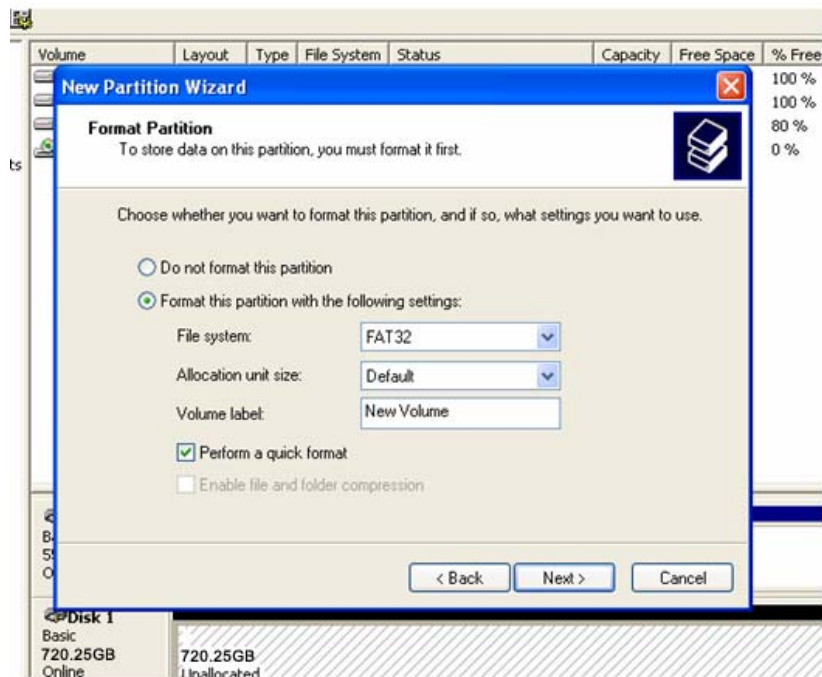 Volume Layout Type File System Status Capacity Free Space % Free
100 %
100 %
80 %
0 %
ts
New Partition Wizard
Format Partition
To store data on this partition, you must format it first.
Choose whether you want to format this partition, and if so, what settings you want to use.
Do not format this partition
Format this partition with the following settings:
File system: FAT32
Allocation unit size: Default
Volume label: New Volume
Perform a quick format
Enable file and folder compression
< Back Next > Cancel
Disk 1
Basic
720.25GB
Online
720.25GB
Unallocated